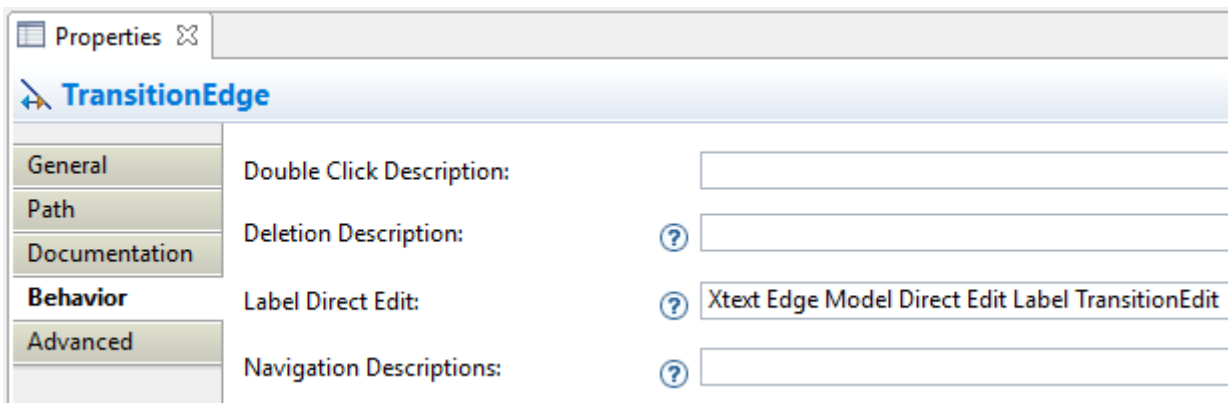 Properties
TransitionEdge
General
Path
Documentation
Behavior
Advanced
Double Click Description:
Deletion Description:
?
Label Direct Edit:
?
Xtext Edge Model Direct Edit Label TransitionEdit
Navigation Descriptions:
?